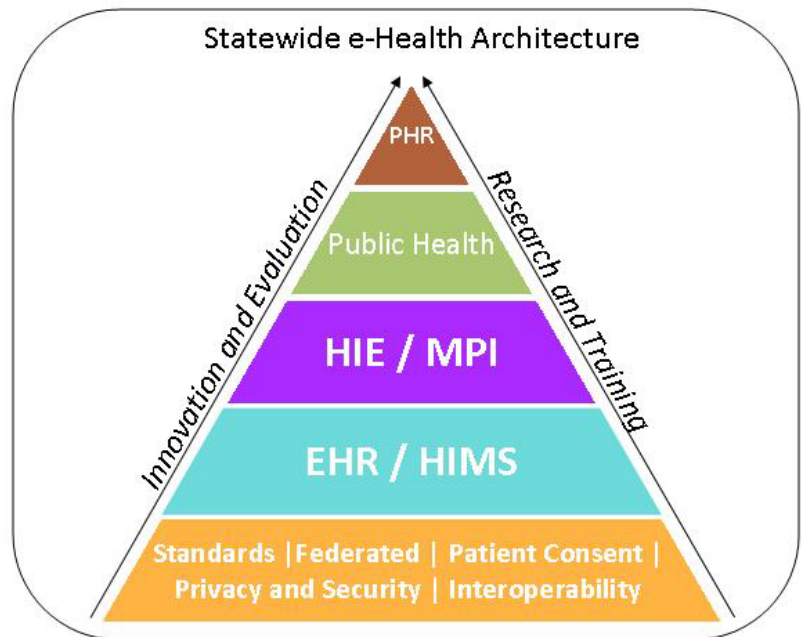 Statewide e-Health Architecture
PHR
Public Health
HIE / MPI
EHR / HIMS
Standards |Federated | Patient Consent |
Privacy and Security | Interoperability
Innovation and Evaluation
Research and Training